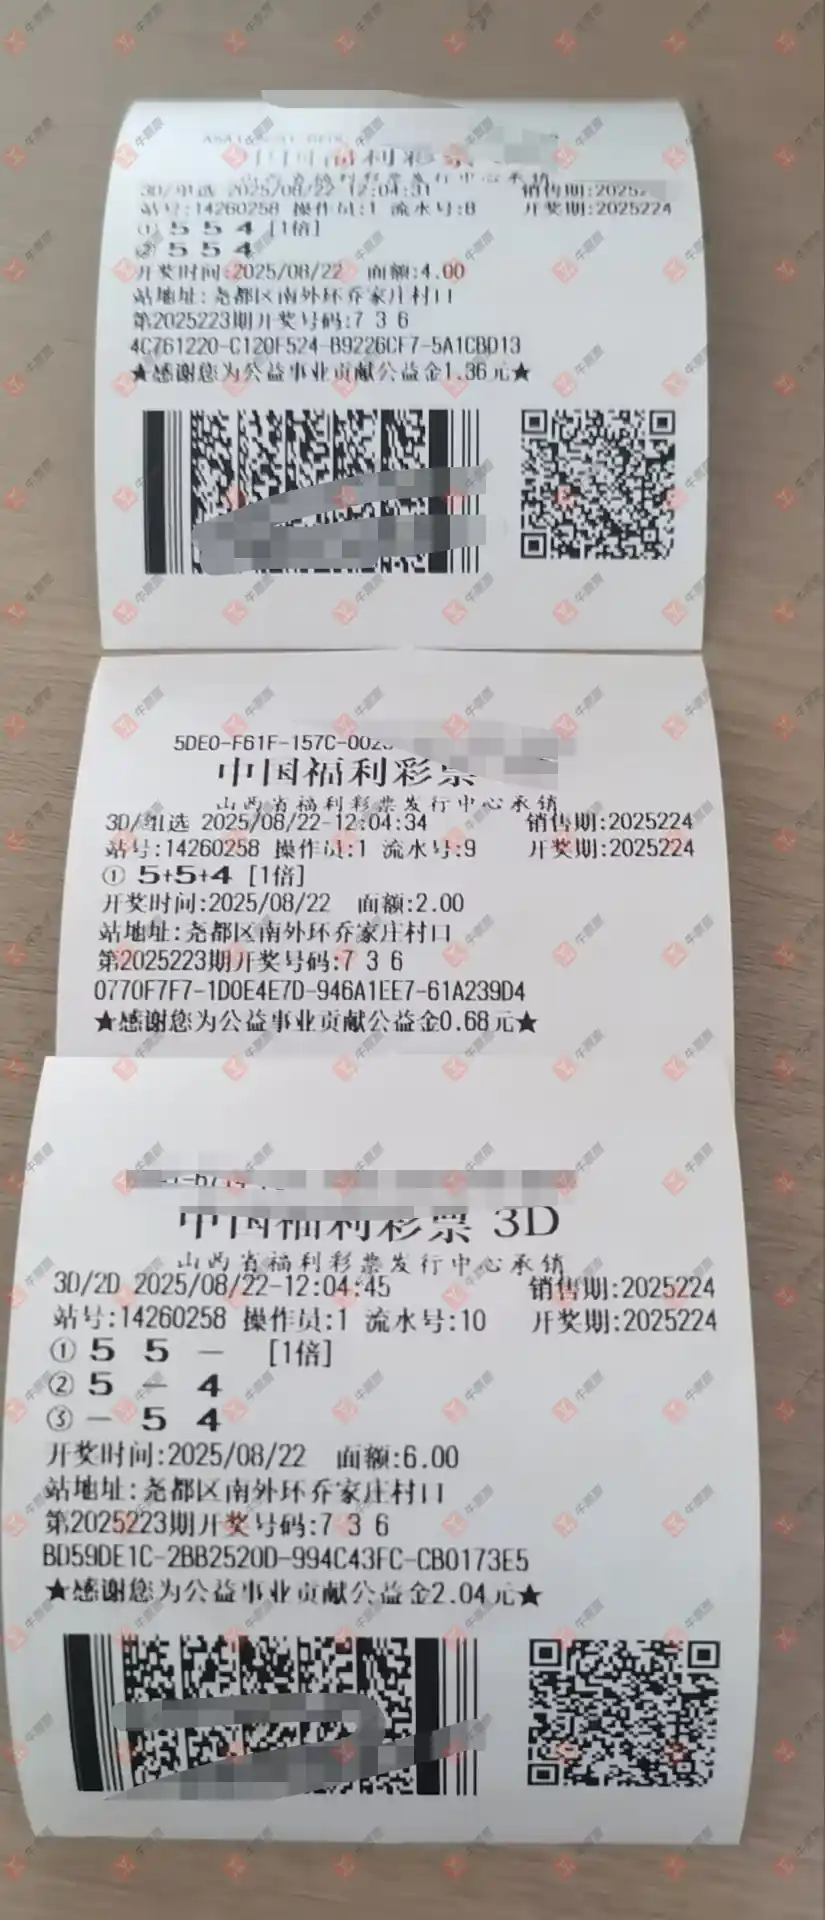 福利彩票
山西省福利彩票发行中心承销
3D/单选 2025/08/22 12:04:31 销售期:2025
站号:14260258 操作员:1 流水号:8 开奖期:2025224
① 5 5 4 [1倍]
② 5 5 4
开奖时间:2025/08/22 面额:4.00
站地址:尧都区南外环乔家庄村口
第2025223期开奖号码:7 3 6
4C761220-C120F524-B9226CF7-5A1CBD13
★感谢您为公益事业贡献公益金1.36元★
5DE0-F61F-157C-002
中国福利彩票
山西省福利彩票发行中心承销
3D/组选 2025/08/22-12:04:34 销售期:2025224
站号:14260258 操作员:1 流水号:9 开奖期:2025224
① 5+5+4 [1倍]
开奖时间:2025/08/22 面额:2.00
站地址:尧都区南外环乔家庄村口
第2025223期开奖号码:7 3 6
0770F7F7-1D0E4E7D-946A1EE7-61A239D4
★感谢您为公益事业贡献公益金0.68元★
中国福利彩票 3D
山西省福利彩票发行中心承销
3D/2D 2025/08/22-12:04:45 销售期:2025224
站号:14260258 操作员:1 流水号:10 开奖期:2025224
① 5 5 — [1倍]
② 5 — 4
③ — 5 4
开奖时间:2025/08/22 面额:6.00
站地址:尧都区南外环乔家庄村口
第2025223期开奖号码:7 3 6
BD59DE1C-2BB2520D-994C43FC-CB0173E5
★感谢您为公益事业贡献公益金2.04元★